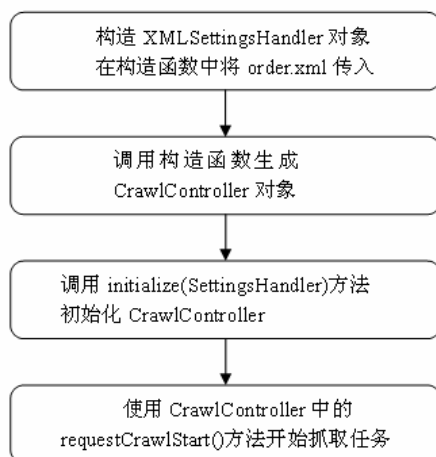 构造 XMLSettingsHandler 对象
在构造函数中将 order.xml 传入
调用构造函数生成
CrawlController 对象
调用 initialize(SettingsHandler)方法
初始化 CrawlController
使用 CrawlController 中的
requestCrawlStart()方法开始抓取任务